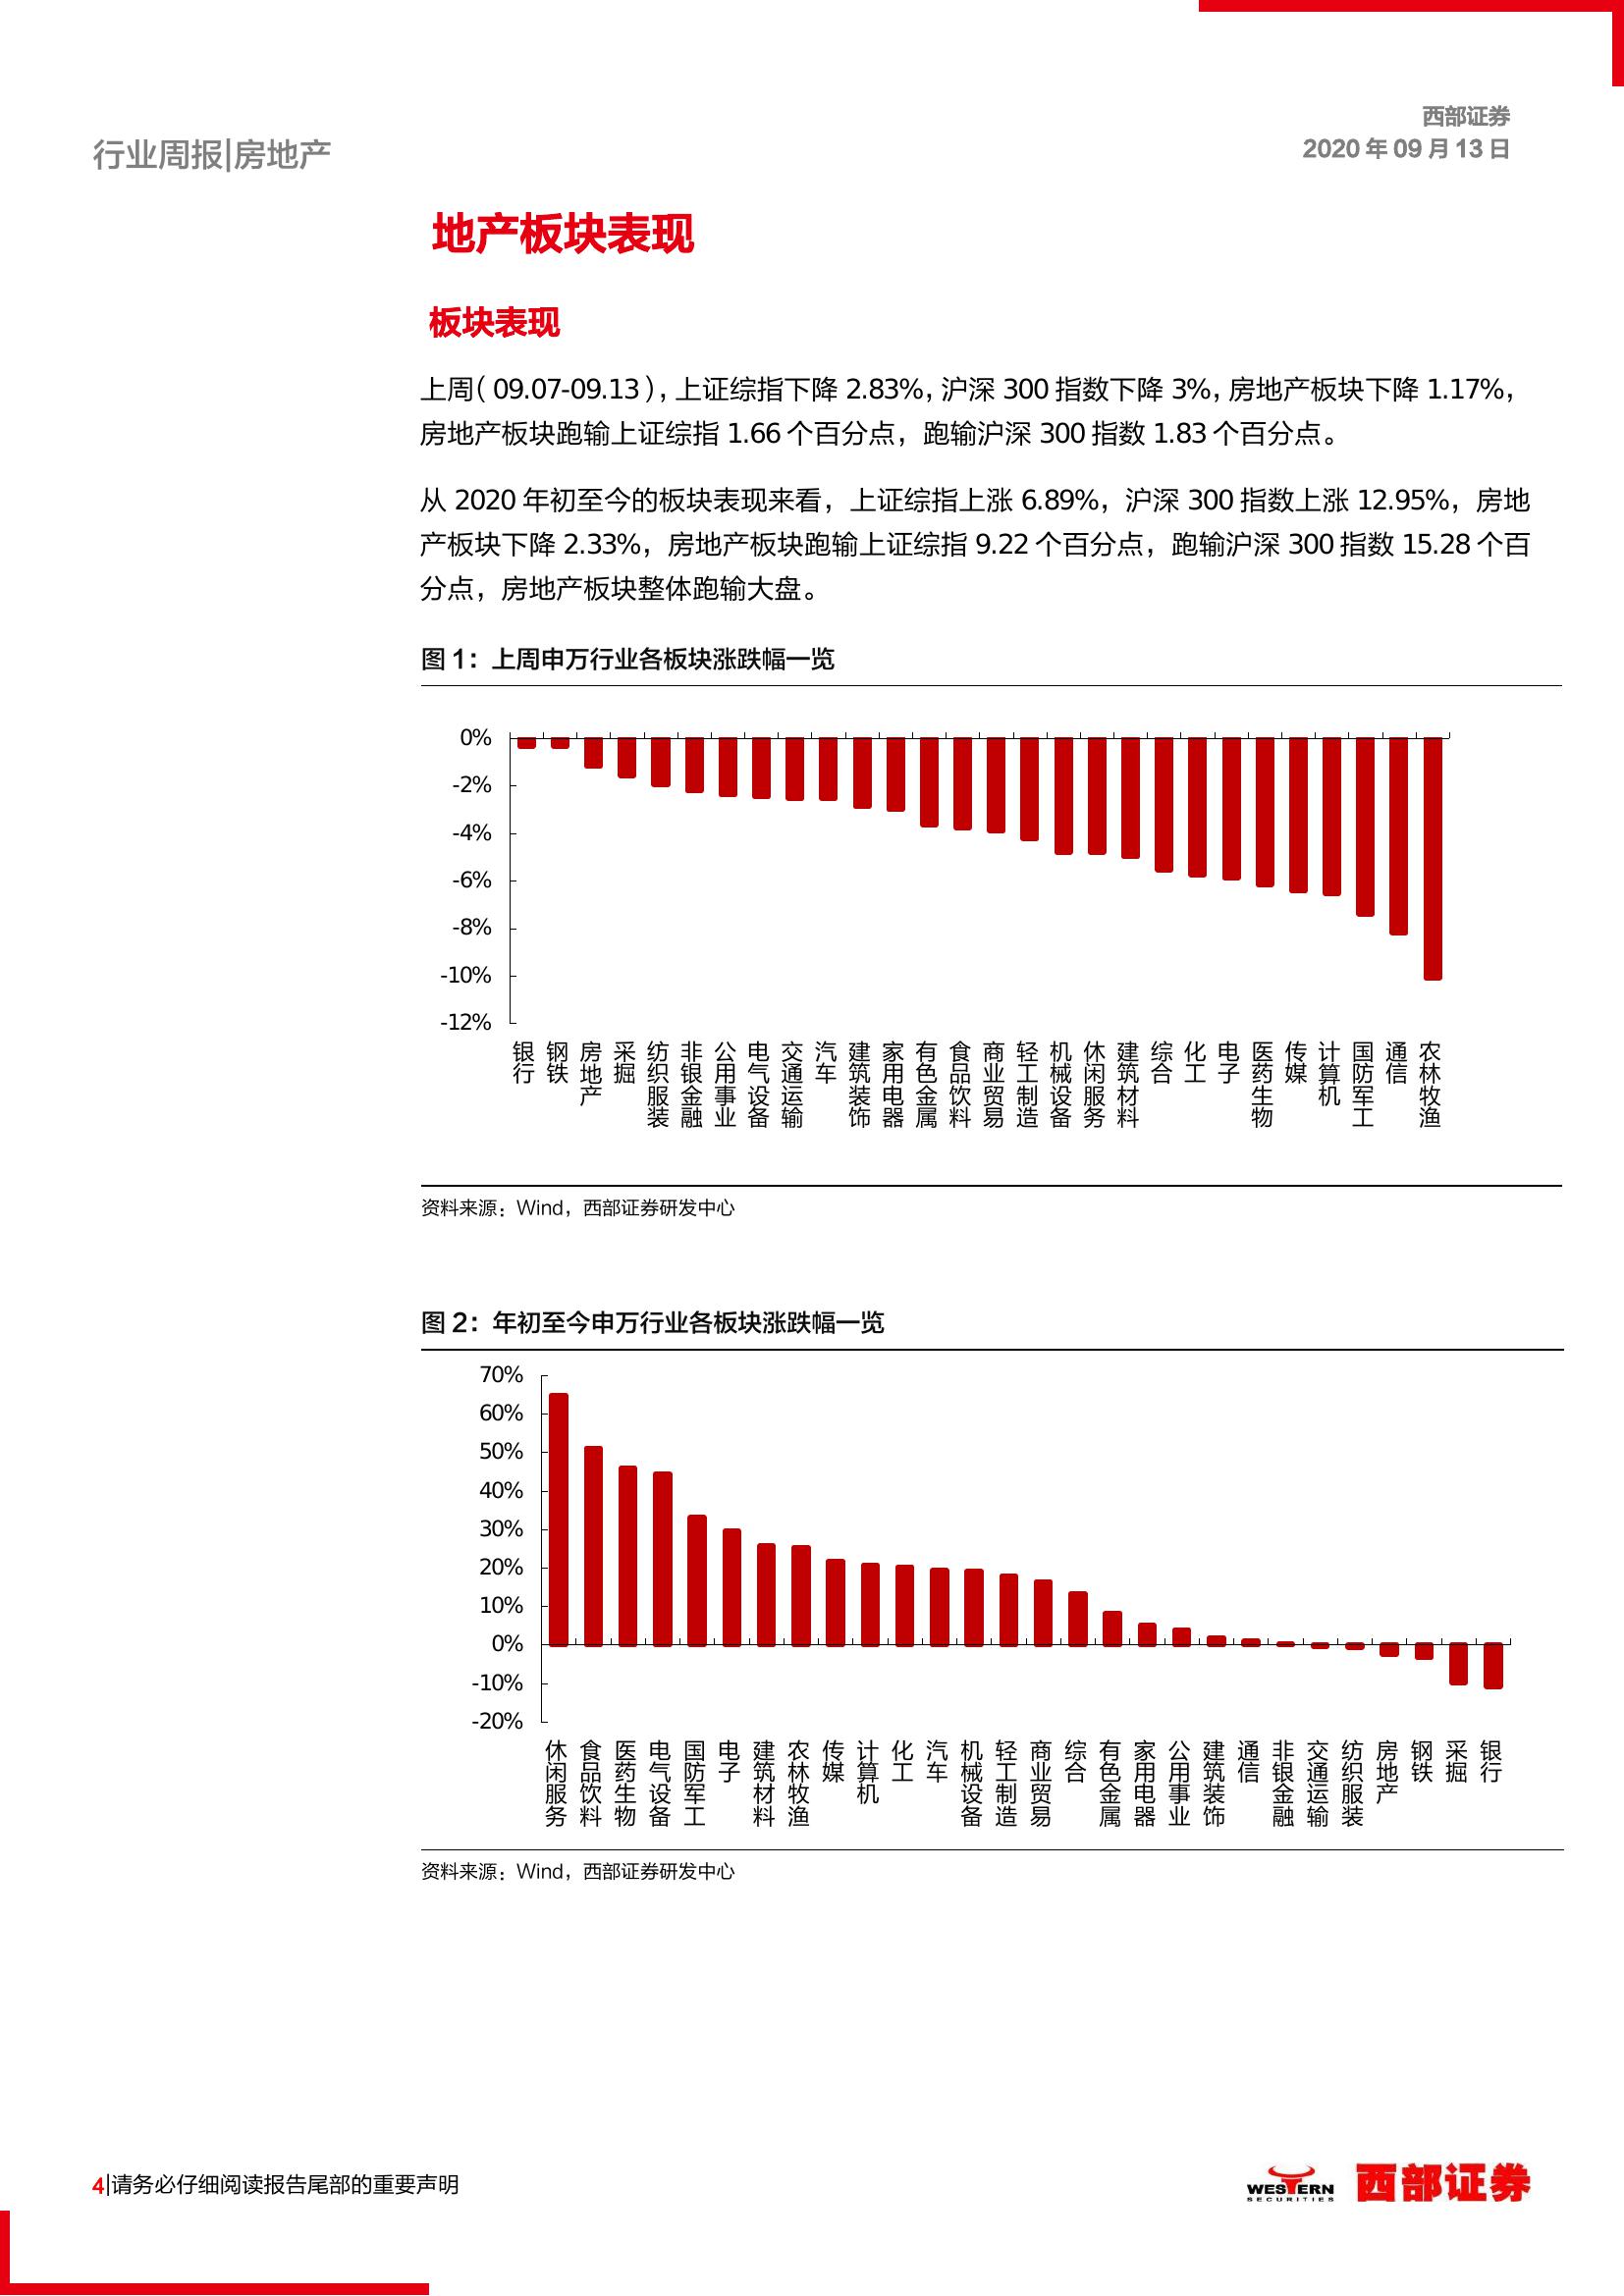 西部证券
行业周报|房地产
2020 年 09 月 13 日
地产板块表现
板块表现
上周（09.07-09.13），上证综指下降 2.83%，沪深 300 指数下降 3%，房地产板块下降 1.17%，
房地产板块跑输上证综指 1.66 个百分点，跑输沪深 300 指数 1.83 个百分点。
从 2020 年初至今的板块表现来看，上证综指上涨 6.89%，沪深 300 指数上涨 12.95%，房地
产板块下降 2.33%，房地产板块跑输上证综指 9.22 个百分点，跑输沪深 300 指数 15.28 个百
分点，房地产板块整体跑输大盘。
图 1：上周申万行业各板块涨跌幅一览
0%
-2%
-4%
-6%
-8%
-10%
-12%
银行
钢铁
房地产
采掘
纺织服装
非银金融
公用事业
电气设备
交通运输
汽车
建筑装饰
家用电器
有色金属
食品饮料
商业贸易
轻工制造
机械设备
休闲服务
建筑材料
综合
化工
电子
医药生物
传媒
计算机
国防军工
通信
农林牧渔
资料来源：Wind，西部证券研发中心
图 2：年初至今申万行业各板块涨跌幅一览
70%
60%
50%
40%
30%
20%
10%
0%
-10%
-20%
休闲服务
食品饮料
医药生物
电气设备
国防军工
电子
建筑材料
农林牧渔
传媒
计算机
化工
汽车
机械设备
轻工制造
商业贸易
综合
有色金属
家用电器
公用事业
建筑装饰
通信
非银金融
交通运输
纺织服装
房地产
钢铁
采掘
银行
资料来源：Wind，西部证券研发中心
4|请务必仔细阅读报告尾部的重要声明
WESTERN
SECURITIES
西部证券